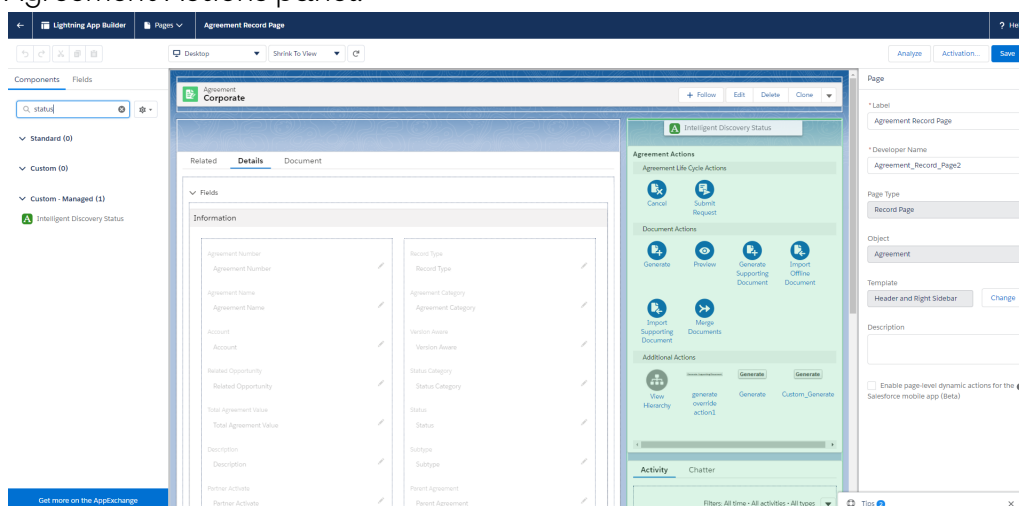 Agreement Actions panel.
Lightning App Builder
Pages
Agreement Record Page
? He
Desktop
Shrink To View
Analyze
Activation...
Save
Components
Fields
status
Standard (0)
Custom (0)
Custom - Managed (1)
A Intelligent Discovery Status
Get more on the AppExchange
Agreement
Corporate
+ Follow
Edit
Delete
Clone
Related
Details
Document
Fields
Information
Agreement Number
Agreement Number
Record Type
Record Type
Agreement Name
Agreement Name
Agreement Category
Agreement Category
Account
Account
Version Aware
Version Aware
Related Opportunity
Related Opportunity
Status Category
Status Category
Total Agreement Value
Total Agreement Value
Status
Status
Description
Description
Subtype
Subtype
Partner Activate
Partner Activate
Parent Agreement
Parent Agreement
A Intelligent Discovery Status
Agreement Actions
Agreement Life Cycle Actions
Cancel
Submit
Request
Document Actions
Generate
Preview
Generate
Supporting
Document
Import
Offline
Document
Import
Supporting
Document
Merge
Documents
Additional Actions
View
Hierarchy
generate
override
action1
Generate
Generate
Generate
Custom_Generate
Activity
Chatter
Filters: All time • All activities • All types
Page
*Label
Agreement Record Page
*Developer Name
Agreement_Record_Page2
Page Type
Record Page
Object
Agreement
Template
Header and Right Sidebar
Change
Description
Enable page-level dynamic actions for the
Salesforce mobile app (Beta)
Tips 2